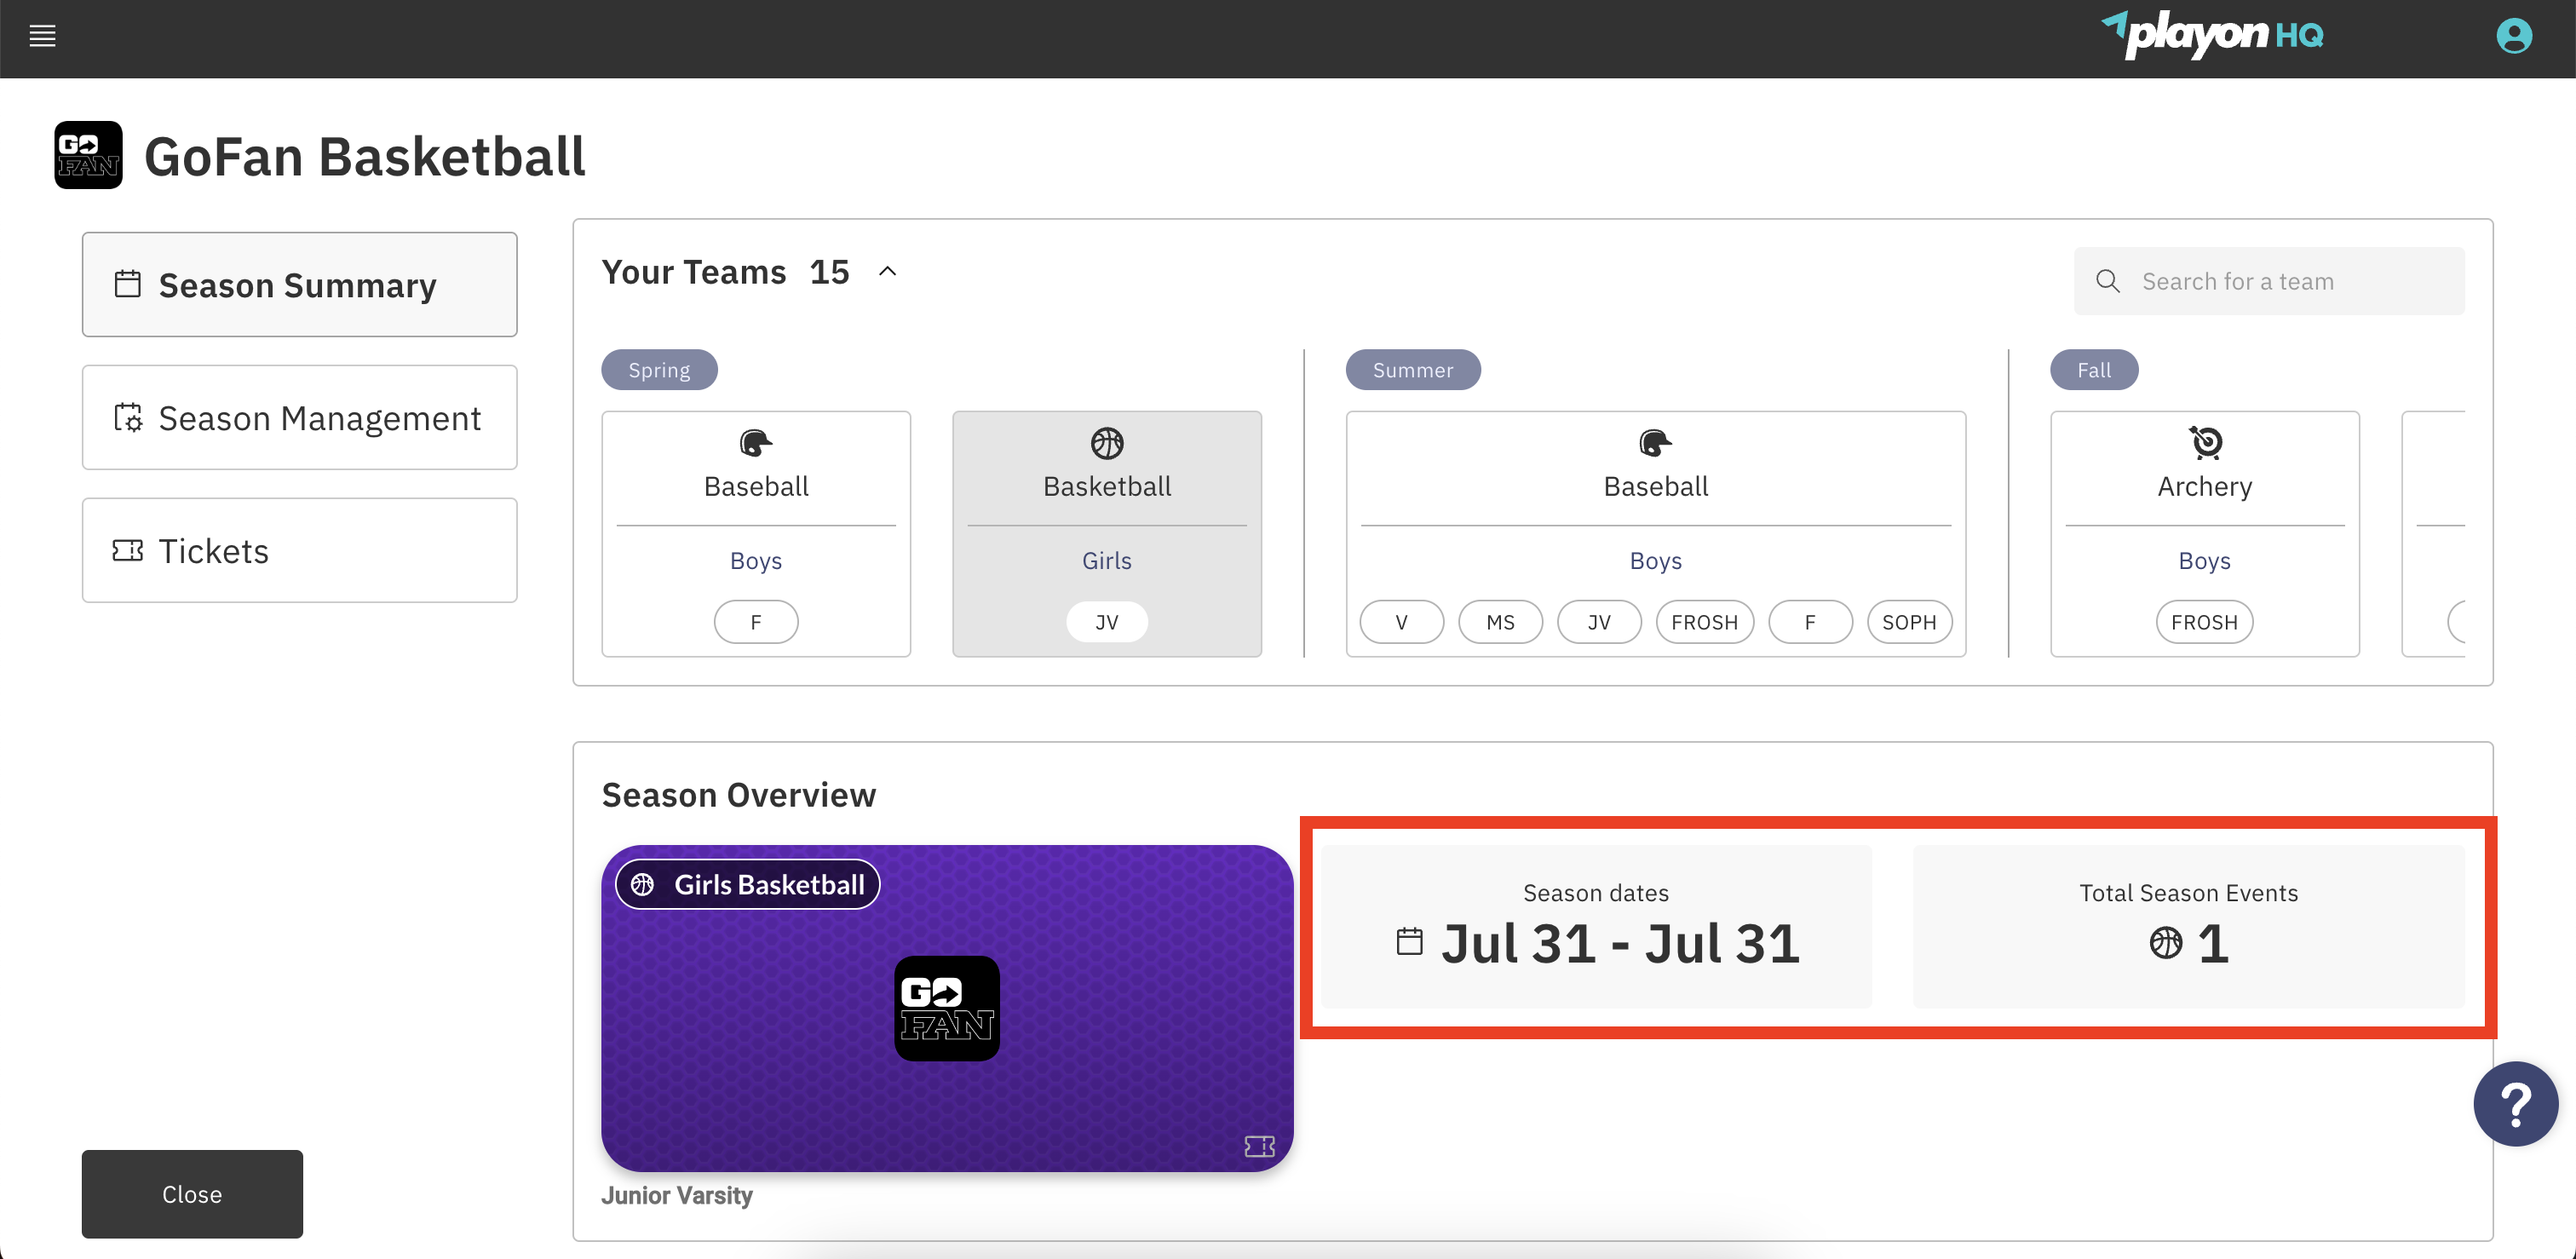 playon HQ
GO FAN
GoFan Basketball
Season Summary
Season Management
Tickets
Close
Your Teams 15
Search for a team
Spring
Baseball
Boys
F
Basketball
Girls
JV
Summer
Baseball
Boys
V MS JV FROSH F SOPH
Fall
Archery
Boys
FROSH
Season Overview
Girls Basketball
GO
FAN
Junior Varsity
Season dates
Jul 31 - Jul 31
Total Season Events
1
?